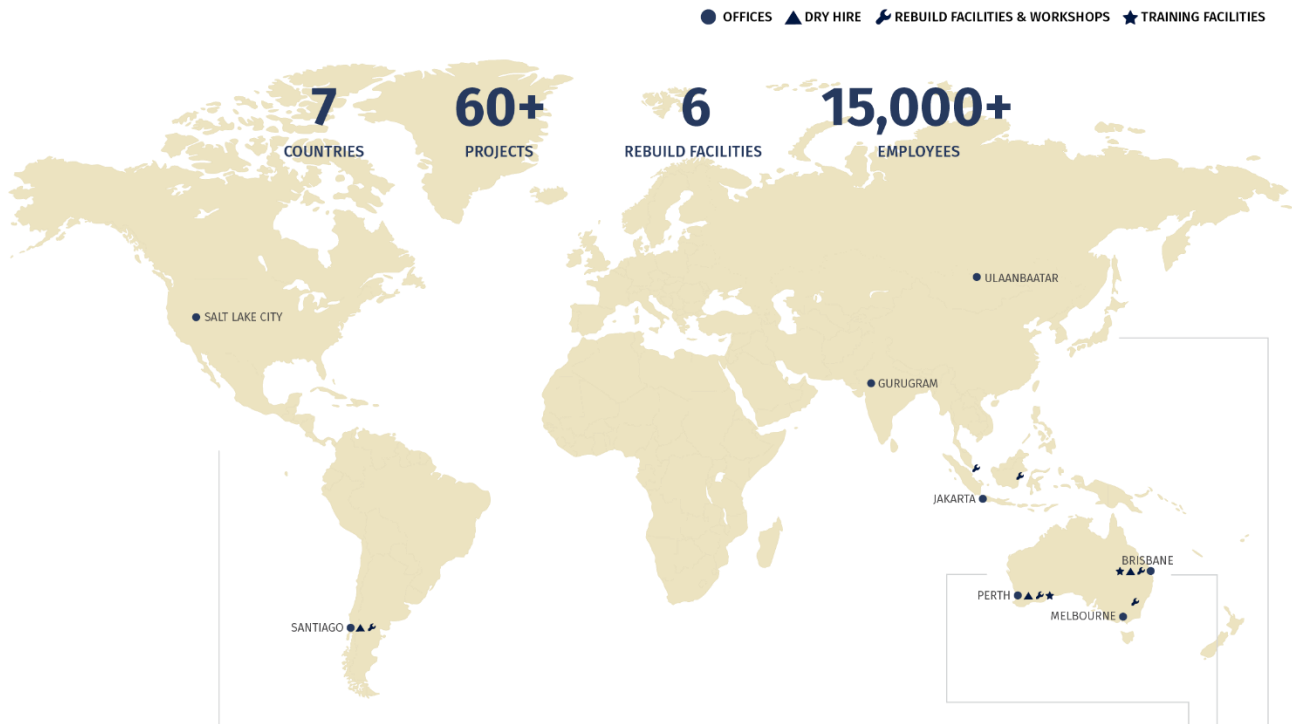 OFFICES DRY HIRE REBUILD FACILITIES & WORKSHOPS TRAINING FACILITIES
7 60+ 6 15,000+
COUNTRIES PROJECTS REBUILD FACILITIES EMPLOYEES
ULAANBAATAR
SALT LAKE CITY
GURUGRAM
JAKARTA
BRISBANE
PERTH
MELBOURNE
SANTIAGO